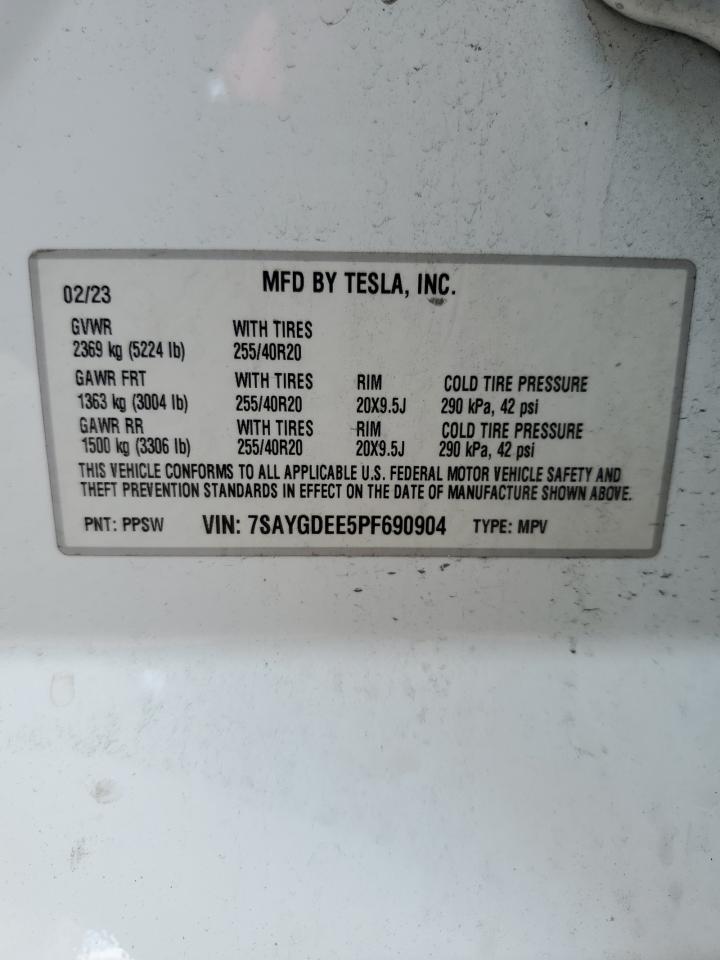 MFD BY TESLA, INC.
02/23
GVWR WITH TIRES
2369 kg (5224 lb) 255/40R20
GAWR FRT WITH TIRES RIM COLD TIRE PRESSURE
1363 kg (3004 lb) 255/40R20 20X9.5J 290 kPa, 42 psi
GAWR RR WITH TIRES RIM COLD TIRE PRESSURE
1500 kg (3306 lb) 255/40R20 20X9.5J 290 kPa, 42 psi
THIS VEHICLE CONFORMS TO ALL APPLICABLE U.S. FEDERAL MOTOR VEHICLE SAFETY AND
THEFT PREVENTION STANDARDS IN EFFECT ON THE DATE OF MANUFACTURE SHOWN ABOVE.
PNT: PPSW VIN: 7SAYGDEE5PF690904 TYPE: MPV